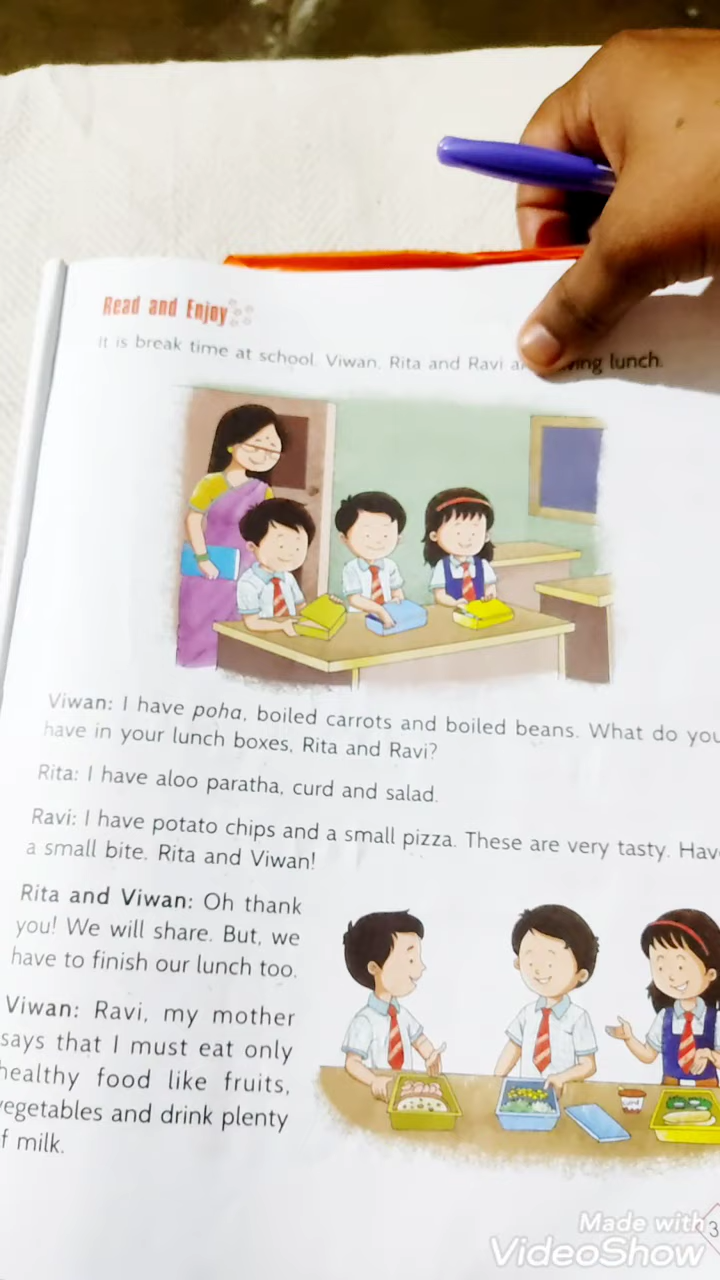 Read and Enjoy
It is break time at school. Viwan, Rita and Ravi lunch.
Viwan: I have poha, boiled carrots and boiled beans. What do you
have in your lunch boxes, Rita and Ravi?
Rita: I have aloo paratha, curd and salad.
Ravi: I have potato chips and a small pizza. These are very tasty. Have
a small bite. Rita and Viwan!
Rita and Viwan: Oh thank
you! We will share. But, we
have to finish our lunch too.
Viwan: Ravi, my mother
says that I must eat only
healthy food like fruits,
vegetables and drink plenty
f milk.
3
Made with
VideoShow